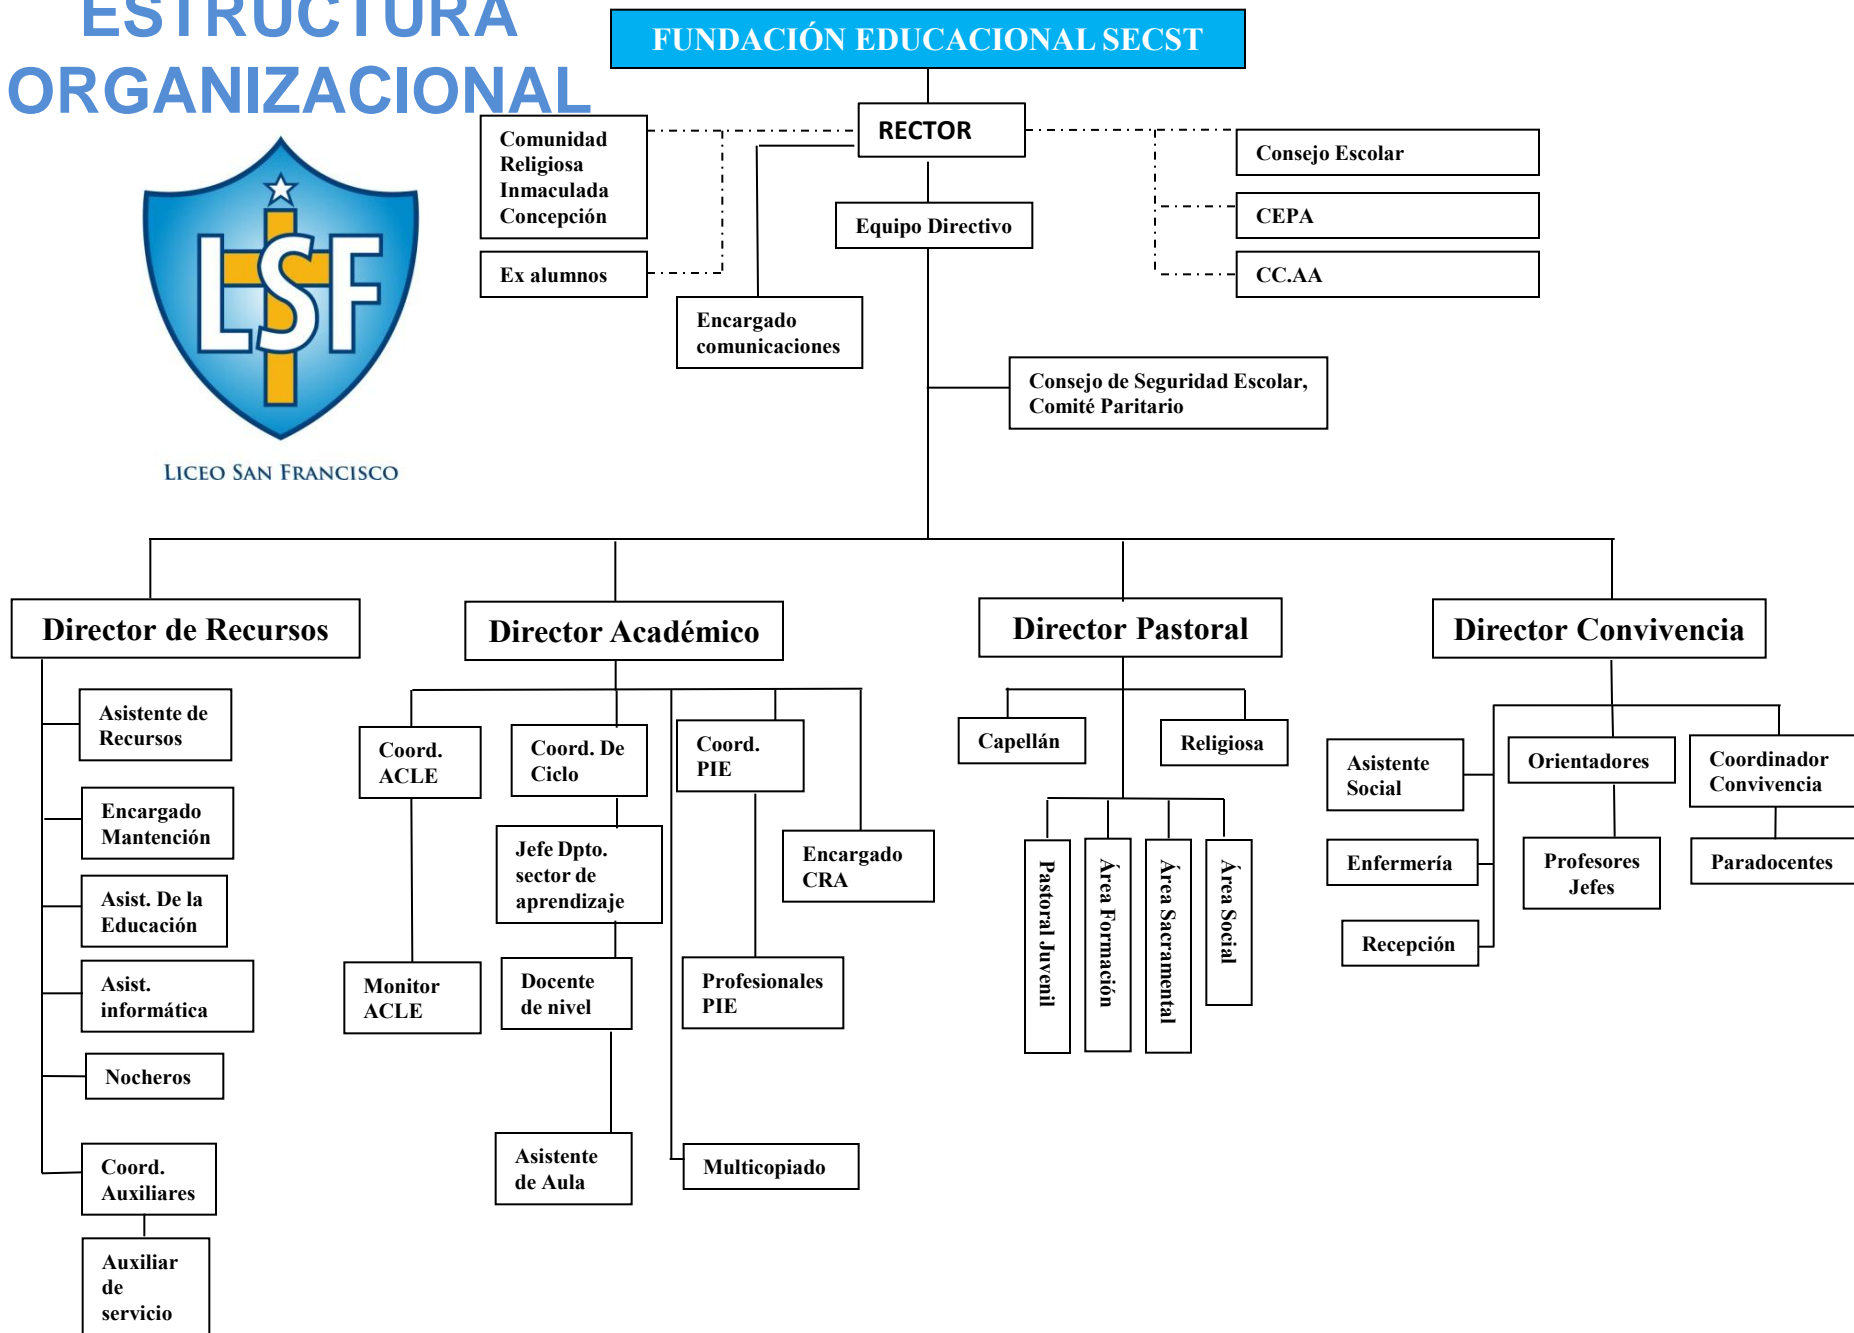 ESTRUCTURA
ORGANIZACIONAL
FUNDACIÓN EDUCACIONAL SECST
RECTOR
Comunidad
Religiosa
Inmaculada
Concepción
Ex alumnos
Equipo Directivo
Consejo Escolar
CEPA
CC.AA
Encargado
comunicaciones
Consejo de Seguridad Escolar,
Comité Paritario
LSF
LICEO SAN FRANCISCO
Director de Recursos
Asistente de
Recursos
Encargado
Mantención
Asist. De la
Educación
Asist.
informática
Nocheros
Coord.
Auxiliares
Auxiliar
de
servicio
Director Académico
Coord.
ACLE
Monitor
ACLE
Coord. De
Ciclo
Jefe Dpto.
sector de
aprendizaje
Docente
de nivel
Asistente
de Aula
Coord.
PIE
Profesionales
PIE
Encargado
CRA
Multicopiado
Director Pastoral
Capellán
Religiosa
Pastoral Juvenil
Área Formación
Área Sacramental
Área Social
Director Convivencia
Asistente
Social
Enfermería
Recepción
Orientadores
Profesores
Jefes
Coordinador
Convivencia
Paradocentes